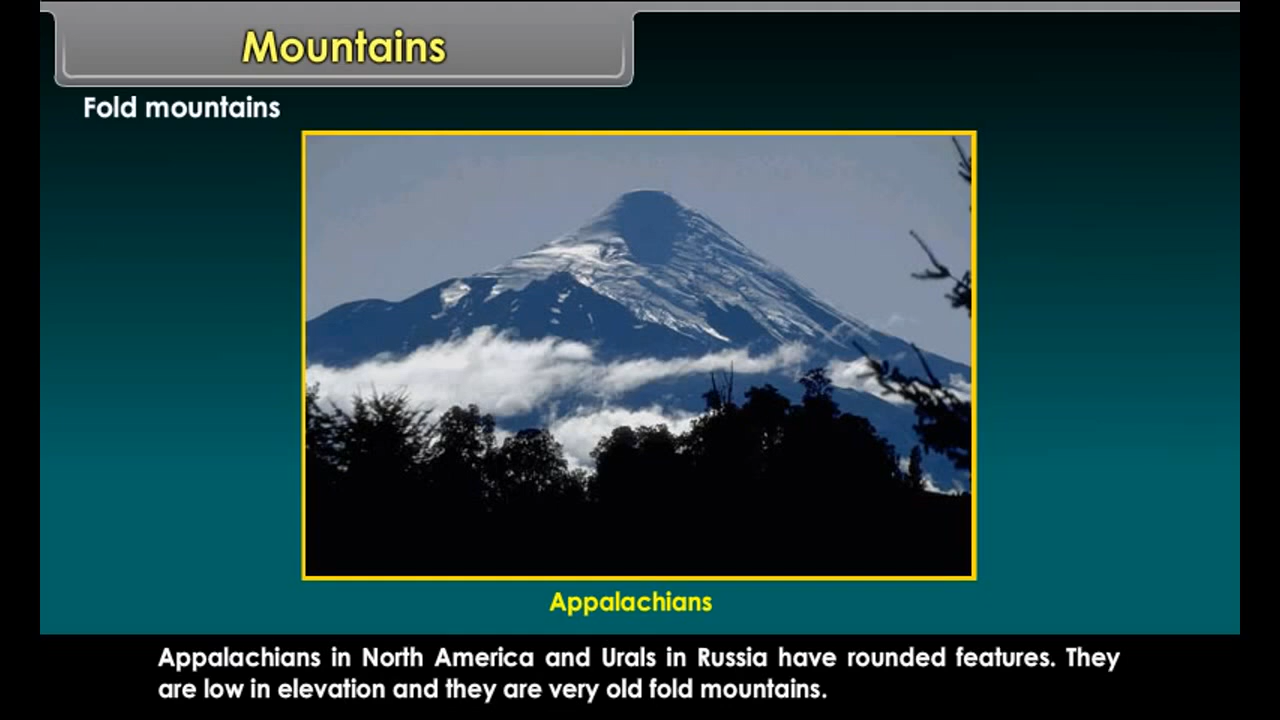 Mountains
Fold mountains
Appalachians
Appalachians in North America and Urals in Russia have rounded features. They
are low in elevation and they are very old fold mountains.